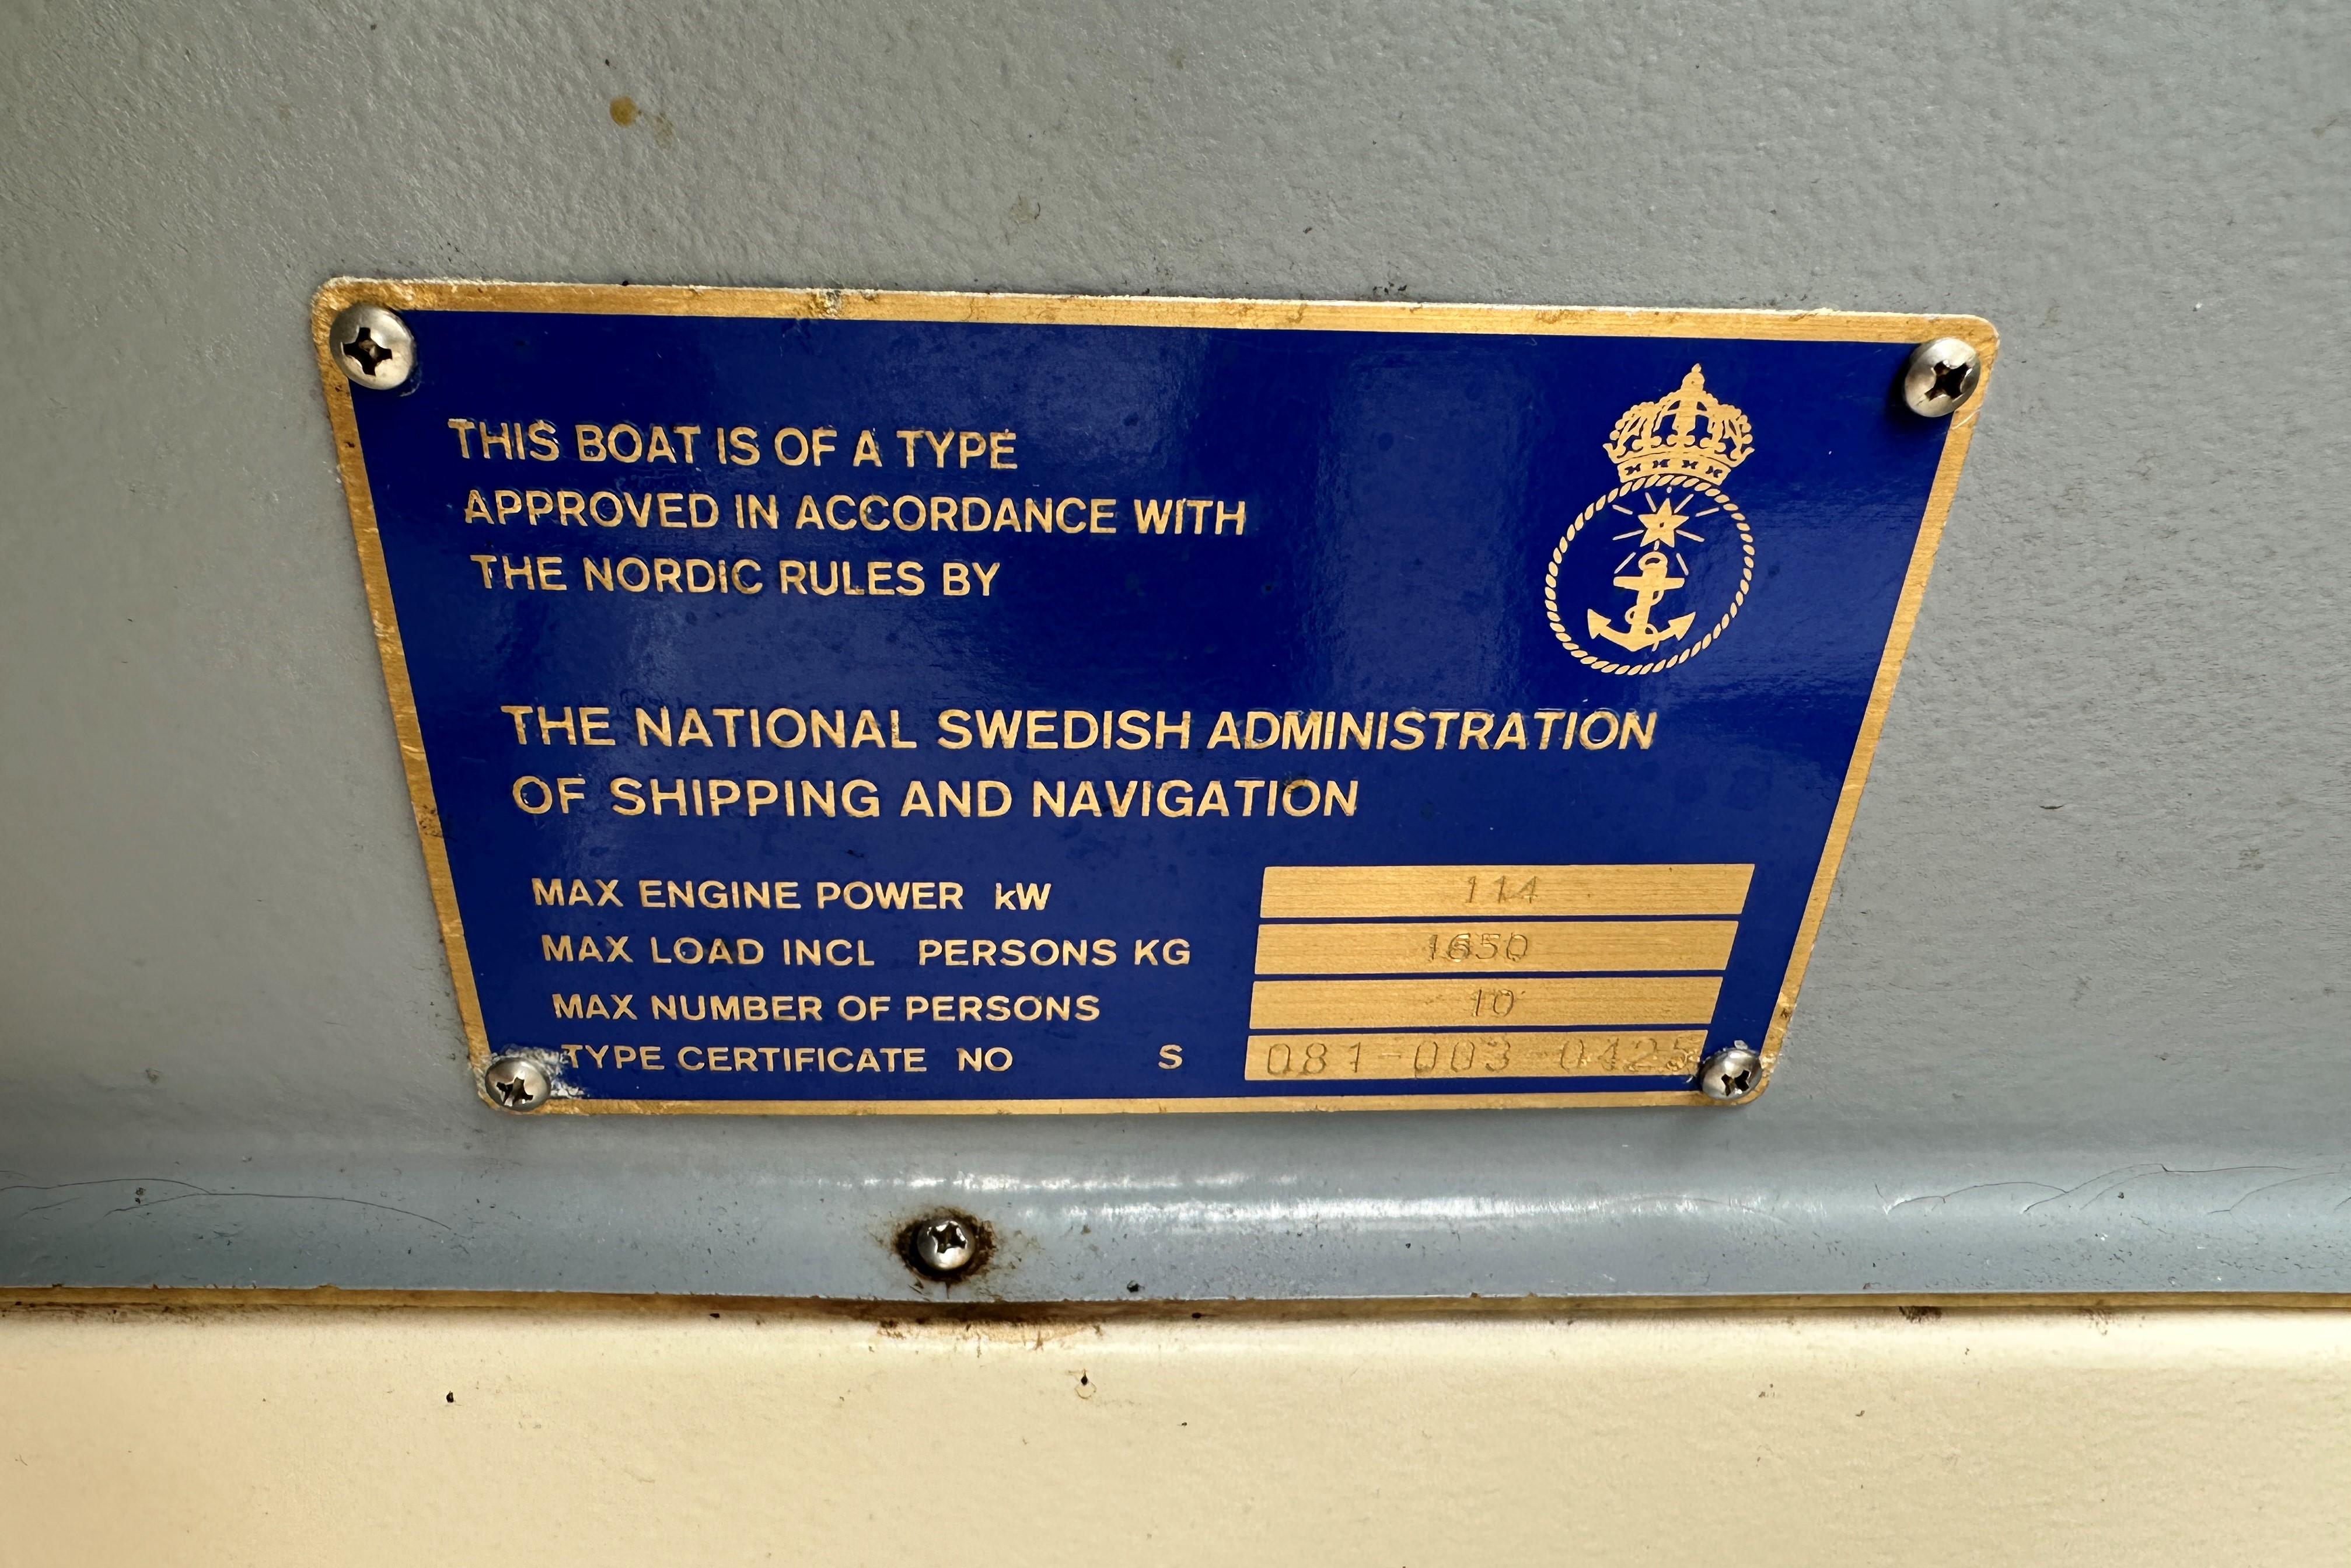 THIS BOAT IS OF A TYPE
APPROVED IN ACCORDANCE WITH
THE NORDIC RULES BY
THE NATIONAL SWEDISH ADMINISTRATION
OF SHIPPING AND NAVIGATION
MAX ENGINE POWER kW 114
MAX LOAD INCL PERSONS KG 1650
MAX NUMBER OF PERSONS 10
TYPE CERTIFICATE NO S 081-003-0425